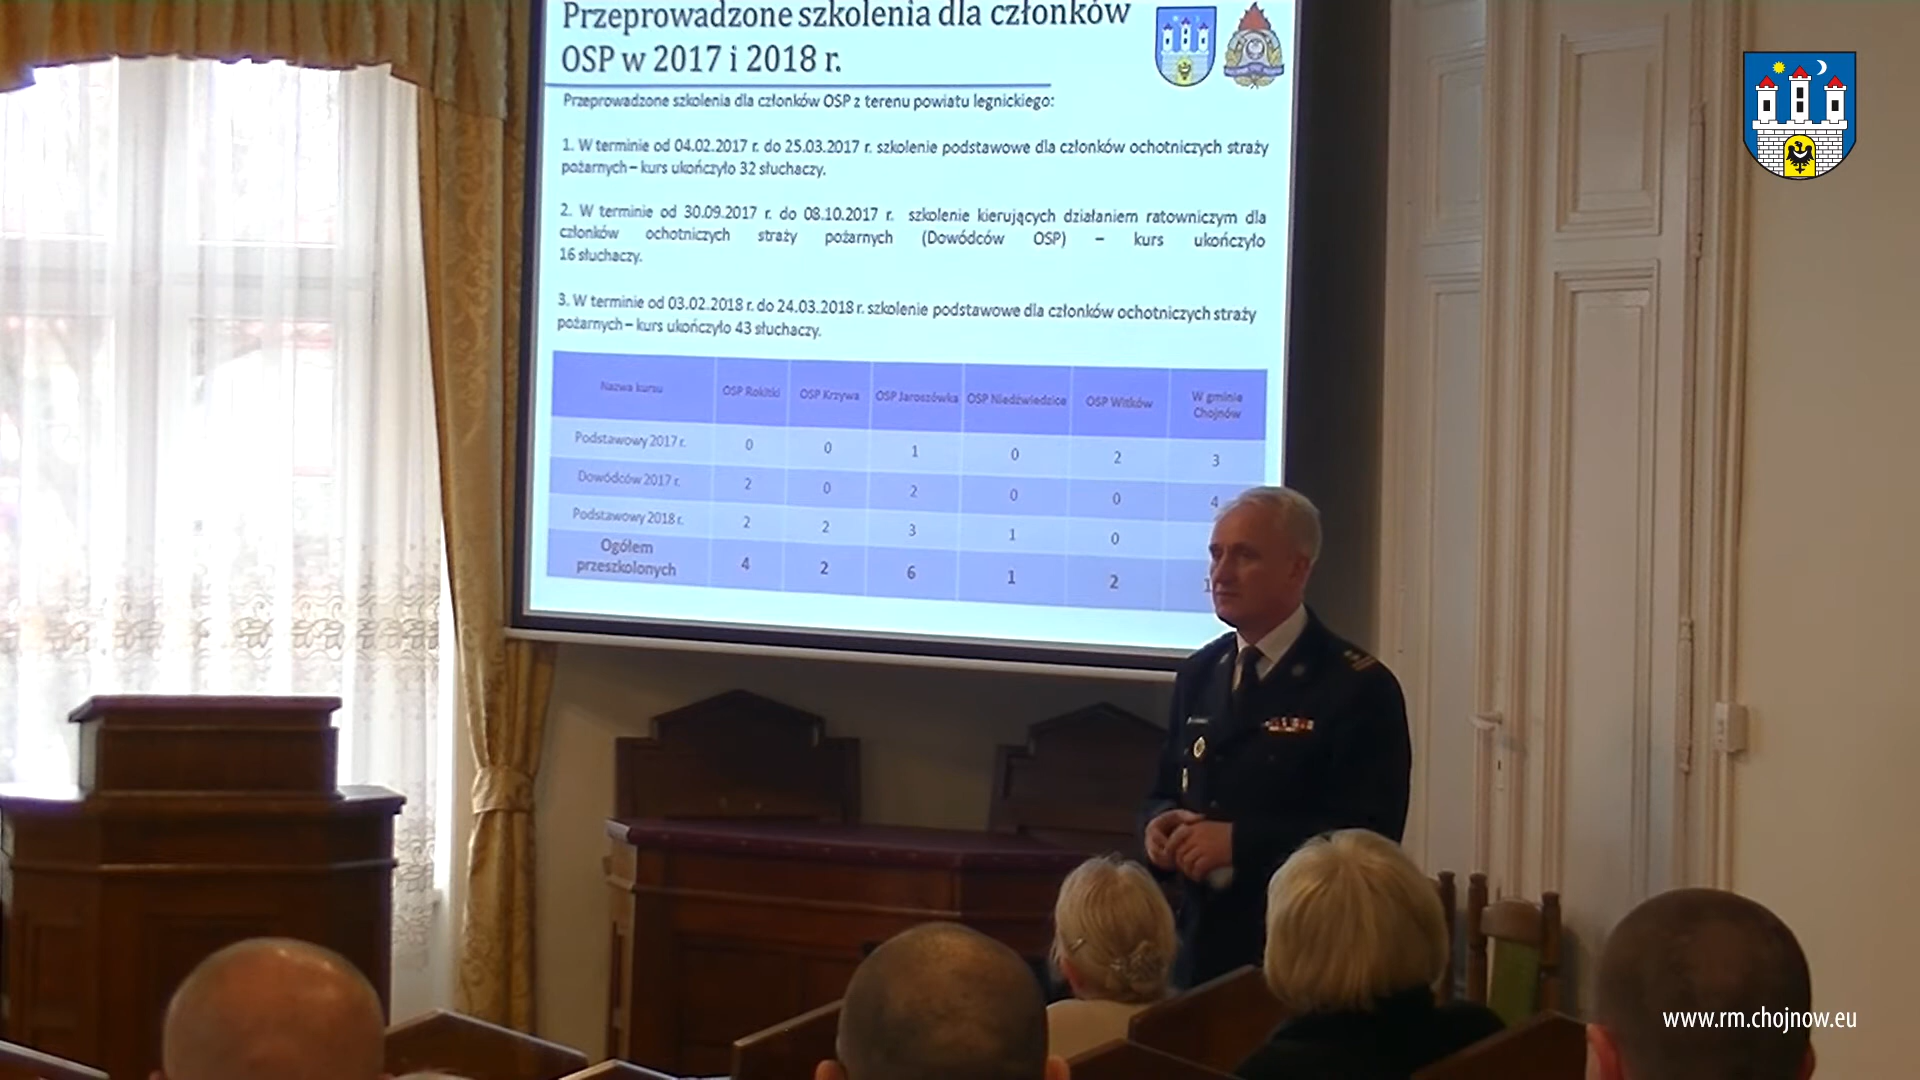 Przeprowadzone szkolenia dla członków
OSP w 2017 i 2018 r.
Przeprowadzone szkolenia dla członków OSP z terenu powiatu legnickiego:
1. W terminie od 04.02.2017 r. do 25.03.2017 r. szkolenie podstawowe dla członków ochotniczych straży
pożarnych – kurs ukończyło 32 słuchaczy.
2. W terminie od 30.09.2017 r. do 08.10.2017 r. szkolenie kierujących działaniem ratowniczym dla
członków ochotniczych straży pożarnych (Dowódców OSP) – kurs ukończyło
16 słuchaczy.
3. W terminie od 03.02.2018 r. do 24.03.2018 r. szkolenie podstawowe dla członków ochotniczych straży
pożarnych – kurs ukończyło 43 słuchaczy.
Nazwa kursu OSP Rokitki OSP Krzywa OSP Jaroszówka OSP Niedźwiedzice OSP Witków W gminie Chojnów
Podstawowy 2017 r. 0 0 1 0 2 3
Dowódców 2017 r. 2 0 2 0 0 4
Podstawowy 2018 r. 2 2 3 1 0
Ogółem przeszkolonych 4 2 6 1 2
www.rm.chojnow.eu